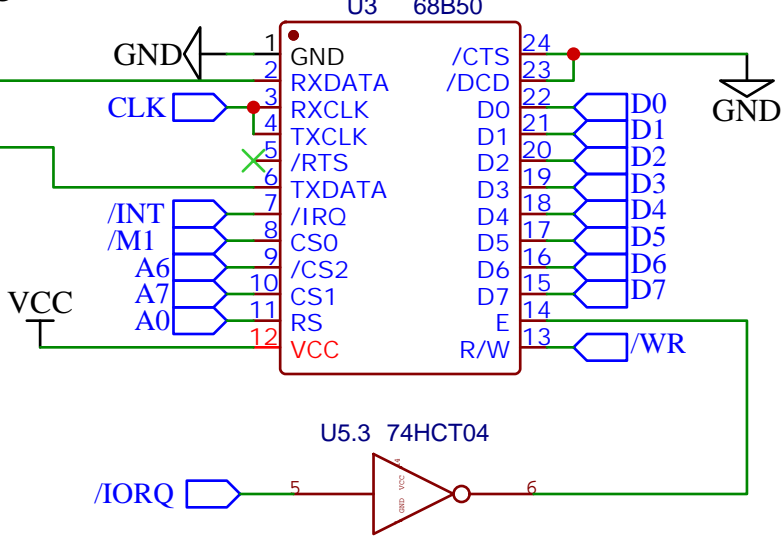 U3 68B50
GND 1 GND /CTS 24
2 RXDATA /DCD 23 GND
CLK 3 RXCLK D0 22 D0
4 TXCLK D1 21 D1
5 /RTS D2 20 D2
6 TXDATA D3 19 D3
/INT 7 /IRQ D4 18 D4
/M1 8 CS0 D5 17 D5
A6 9 /CS2 D6 16 D6
A7 10 CS1 D7 15 D7
A0 11 RS E 14
VCC 12 VCC R/W 13 /WR
U5.3 74HCT04
/IORQ 5 GND VCC 6